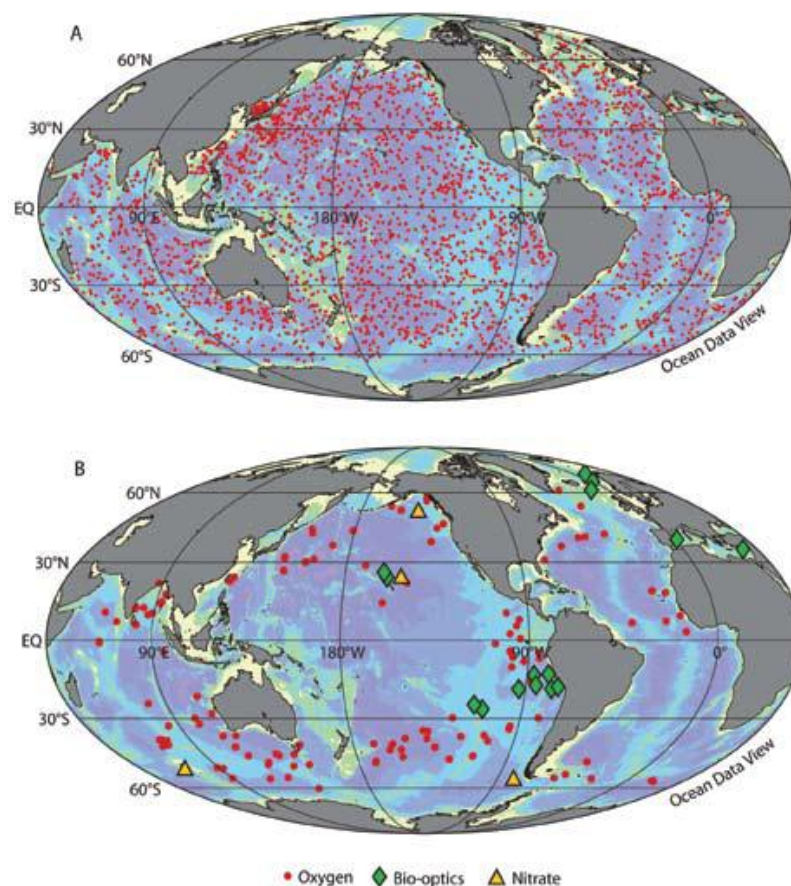 A
60°N
30°N
EQ
90°E
180°W
90°W
0°
30°S
60°S
Ocean Data View
B
60°N
30°N
EQ
90°E
180°W
90°W
0°
30°S
60°S
Ocean Data View
Oxygen Bio-optics Nitrate